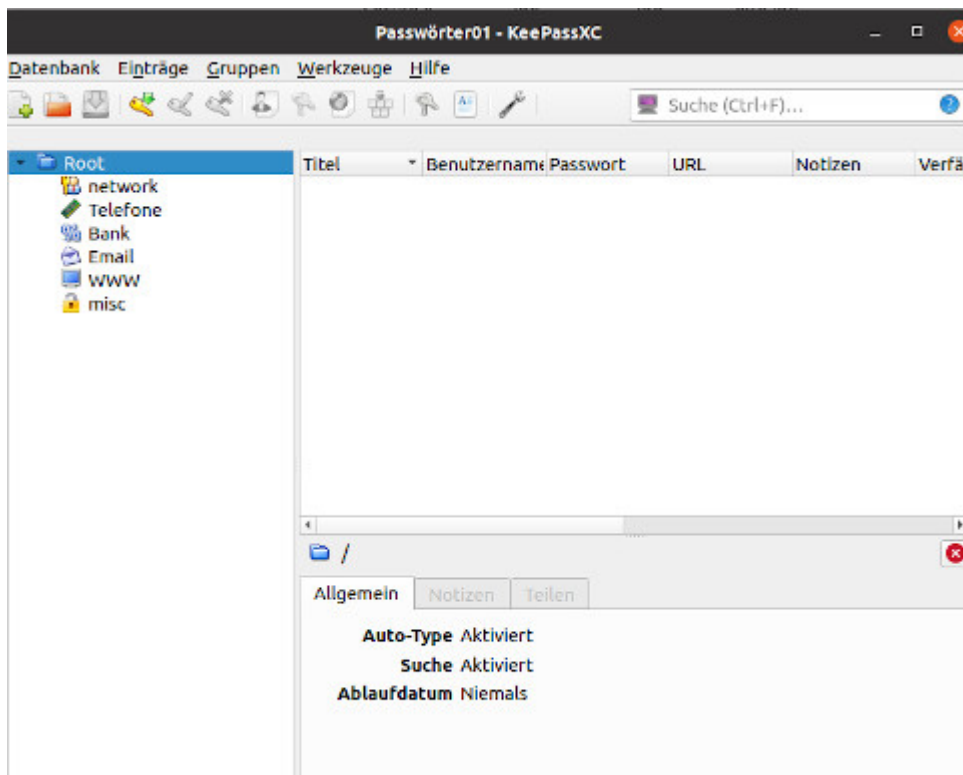 Passwörter01 - KeePassXC
Datenbank Einträge Gruppen Werkzeuge Hilfe
Suche (Ctrl+F)...
Root
network
Telefone
Bank
Email
WWW
misc
Titel Benutzername Passwort URL Notizen Verfä
/
Allgemein Notizen Teilen
Auto-Type Aktiviert
Suche Aktiviert
Ablaufdatum Niemals